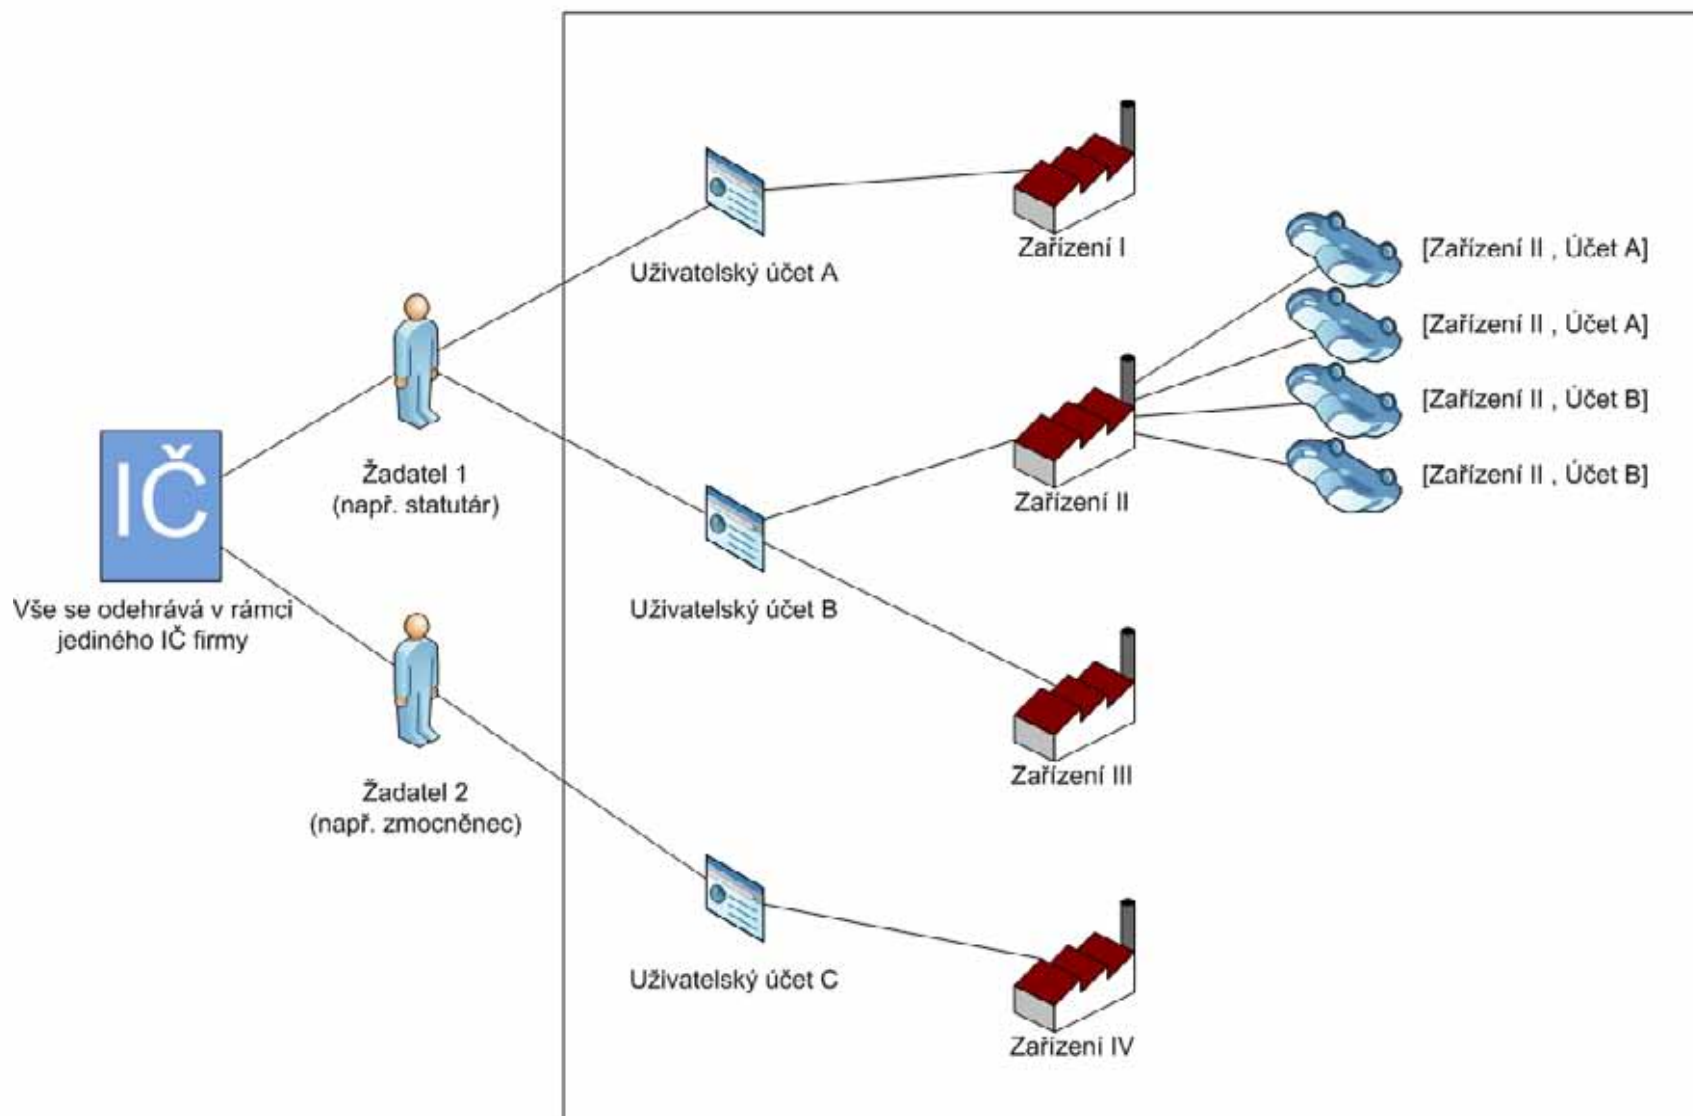 IČ
Vše se odehrává v rámci
jediného IČ firmy
Žadatel 1
(např. statutár)
Žadatel 2
(např. zmocněnec)
Uživatelský účet A
Uživatelský účet B
Uživatelský účet C
Zařízení I
Zařízení II
Zařízení III
Zařízení IV
[Zařízení II , Účet A]
[Zařízení II , Účet A]
[Zařízení II , Účet B]
[Zařízení II , Účet B]